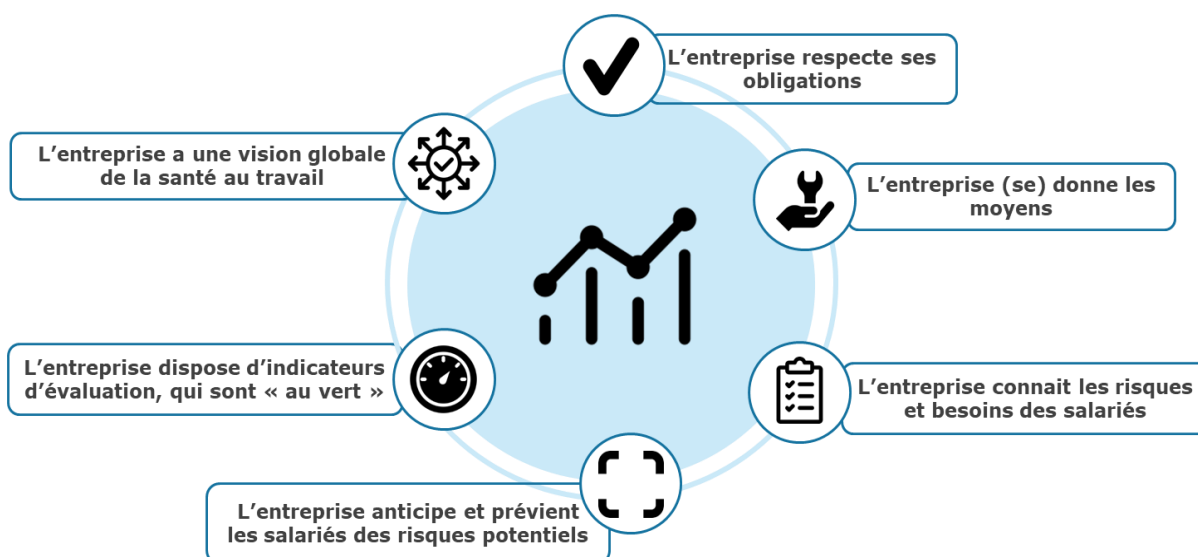 L'entreprise respecte ses
obligations
L'entreprise a une vision globale
de la santé au travail
L'entreprise (se) donne les
moyens
L'entreprise dispose d'indicateurs
d'évaluation, qui sont « au vert »
L'entreprise connait les risques
et besoins des salariés
L'entreprise anticipe et prévient
les salariés des risques potentiels